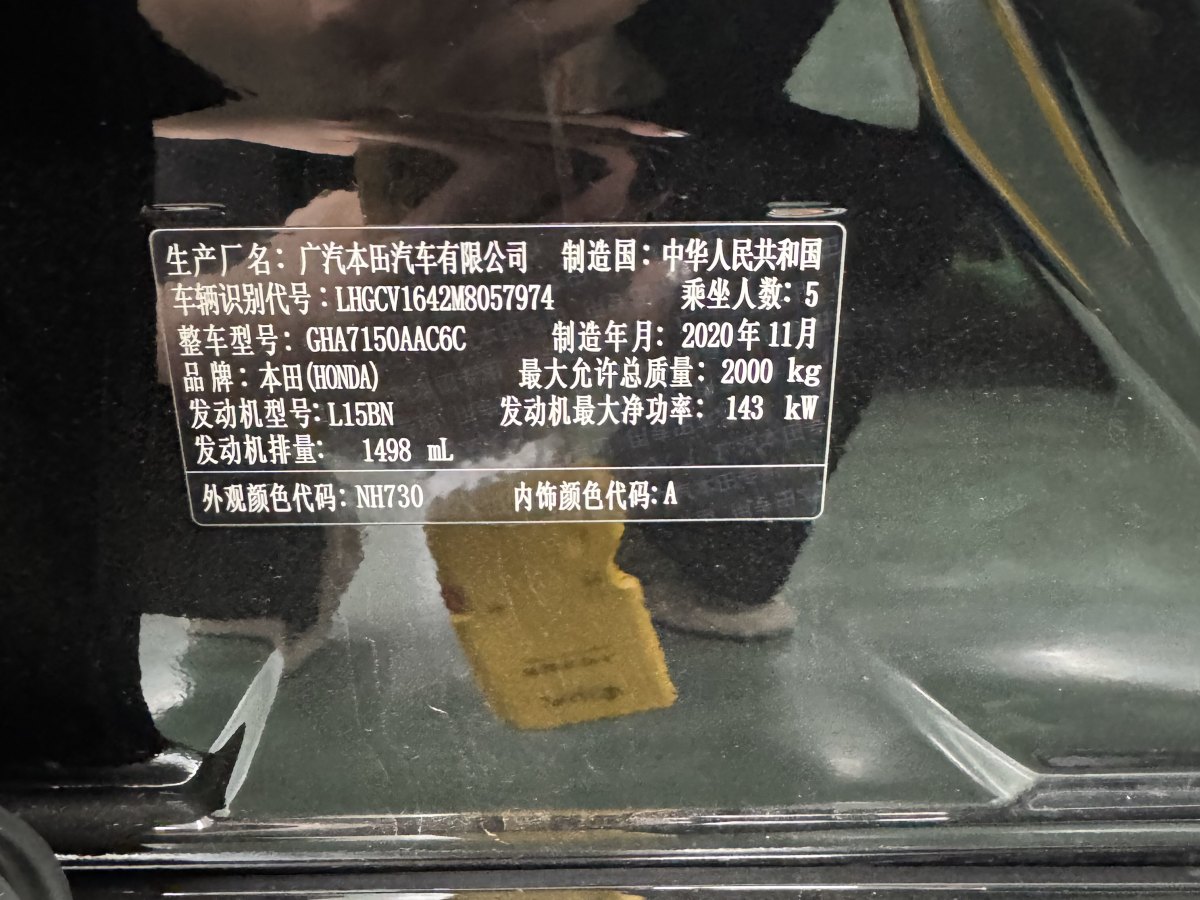 生产厂名：广汽本田汽车有限公司 制造国：中华人民共和国
车辆识别代号：LHGCV1642M8057974 乘坐人数：5
整车型号：GHA7150AAC6C 制造年月：2020年11月
品牌：本田(HONDA) 最大允许总质量：2000 kg
发动机型号：L15BN 发动机最大净功率：143 kW
发动机排量：1498 mL
外观颜色代码：NH730 内饰颜色代码：A